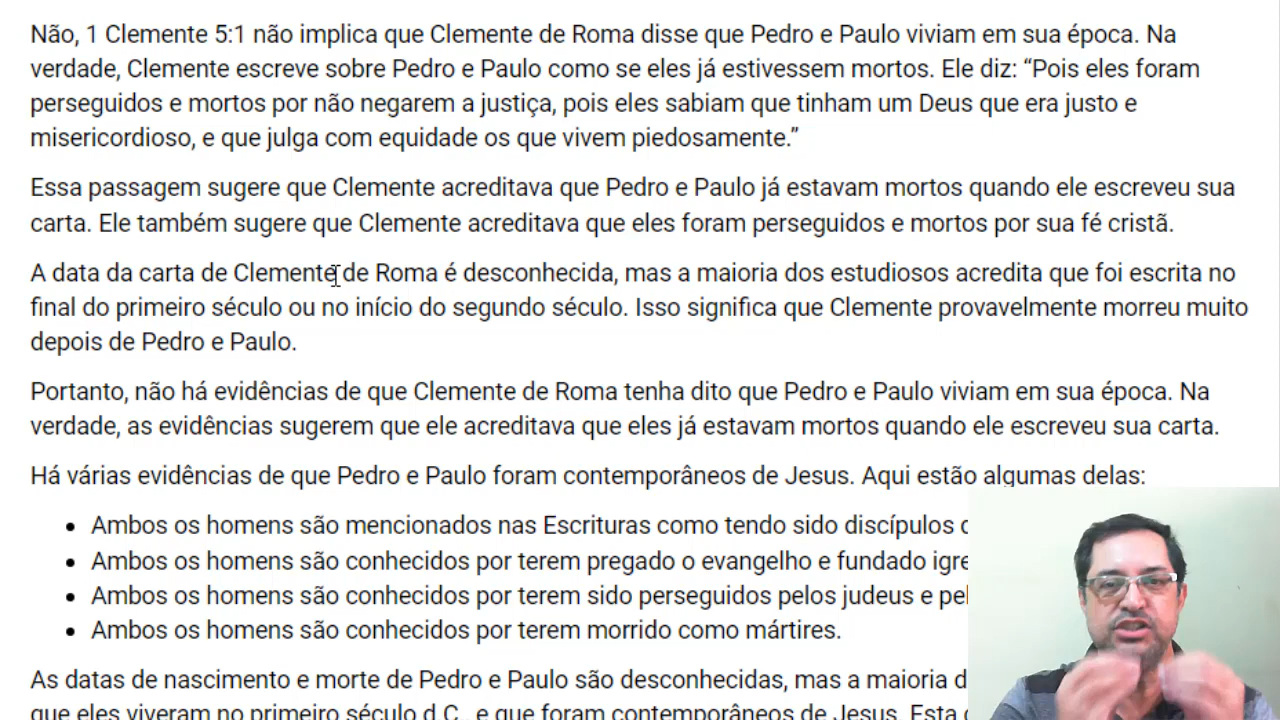 Não, 1 Clemente 5:1 não implica que Clemente de Roma disse que Pedro e Paulo viviam em sua época. Na
verdade, Clemente escreve sobre Pedro e Paulo como se eles já estivessem mortos. Ele diz: “Pois eles foram
perseguidos e mortos por não negarem a justiça, pois eles sabiam que tinham um Deus que era justo e
misericordioso, e que julga com equidade os que vivem piedosamente.”
Essa passagem sugere que Clemente acreditava que Pedro e Paulo já estavam mortos quando ele escreveu sua
carta. Ele também sugere que Clemente acreditava que eles foram perseguidos e mortos por sua fé cristã.
A data da carta de Clemente de Roma é desconhecida, mas a maioria dos estudiosos acredita que foi escrita no
final do primeiro século ou no início do segundo século. Isso significa que Clemente provavelmente morreu muito
depois de Pedro e Paulo.
Portanto, não há evidências de que Clemente de Roma tenha dito que Pedro e Paulo viviam em sua época. Na
verdade, as evidências sugerem que ele acreditava que eles já estavam mortos quando ele escreveu sua carta.
Há várias evidências de que Pedro e Paulo foram contemporâneos de Jesus. Aqui estão algumas delas:
• Ambos os homens são mencionados nas Escrituras como tendo sido discípulos
• Ambos os homens são conhecidos por terem pregado o evangelho e fundado
• Ambos os homens são conhecidos por terem sido perseguidos pelos judeus e
• Ambos os homens são conhecidos por terem morrido como mártires.
As datas de nascimento e morte de Pedro e Paulo são desconhecidas, mas a maioria
que eles viveram no primeiro século d.C., e que foram contemporâneos de Jesus.